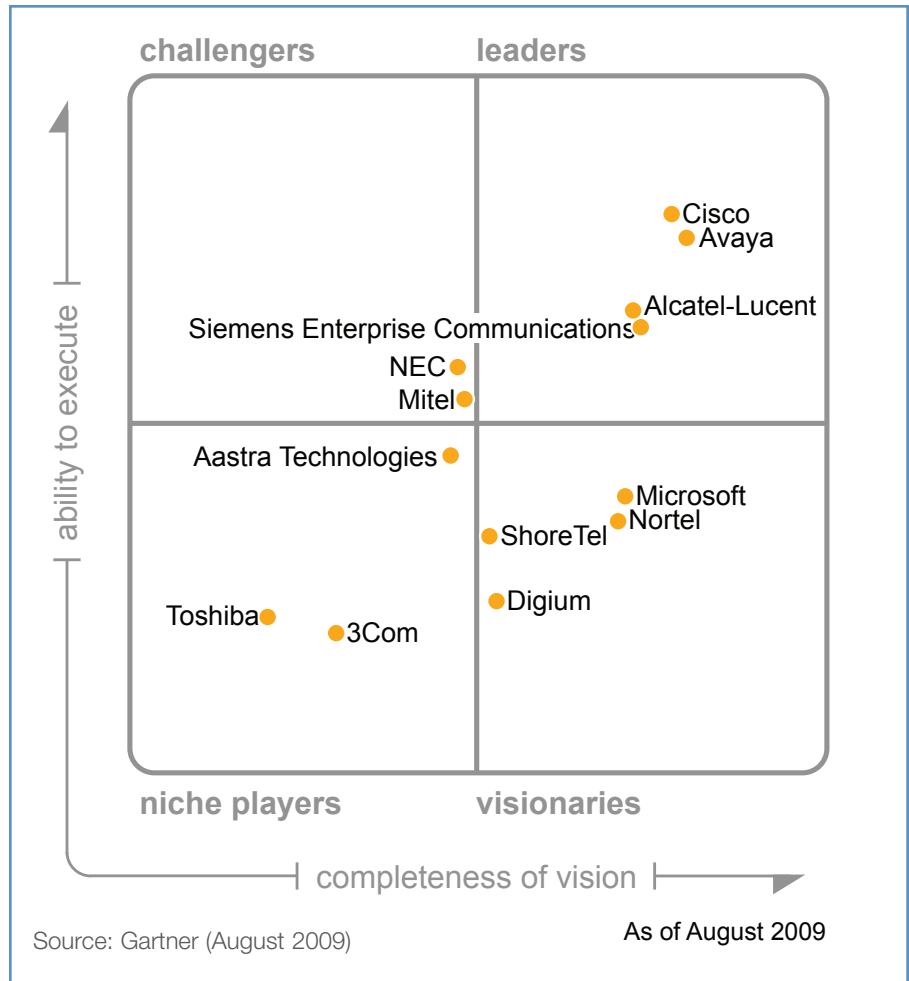 challengers
leaders
Cisco
Avaya
Alcatel-Lucent
Siemens Enterprise Communications
NEC
Mitel
ability to execute
Aastra Technologies
Microsoft
Nortel
ShoreTel
Digium
Toshiba
3Com
niche players
visionaries
completeness of vision
Source: Gartner (August 2009)
As of August 2009